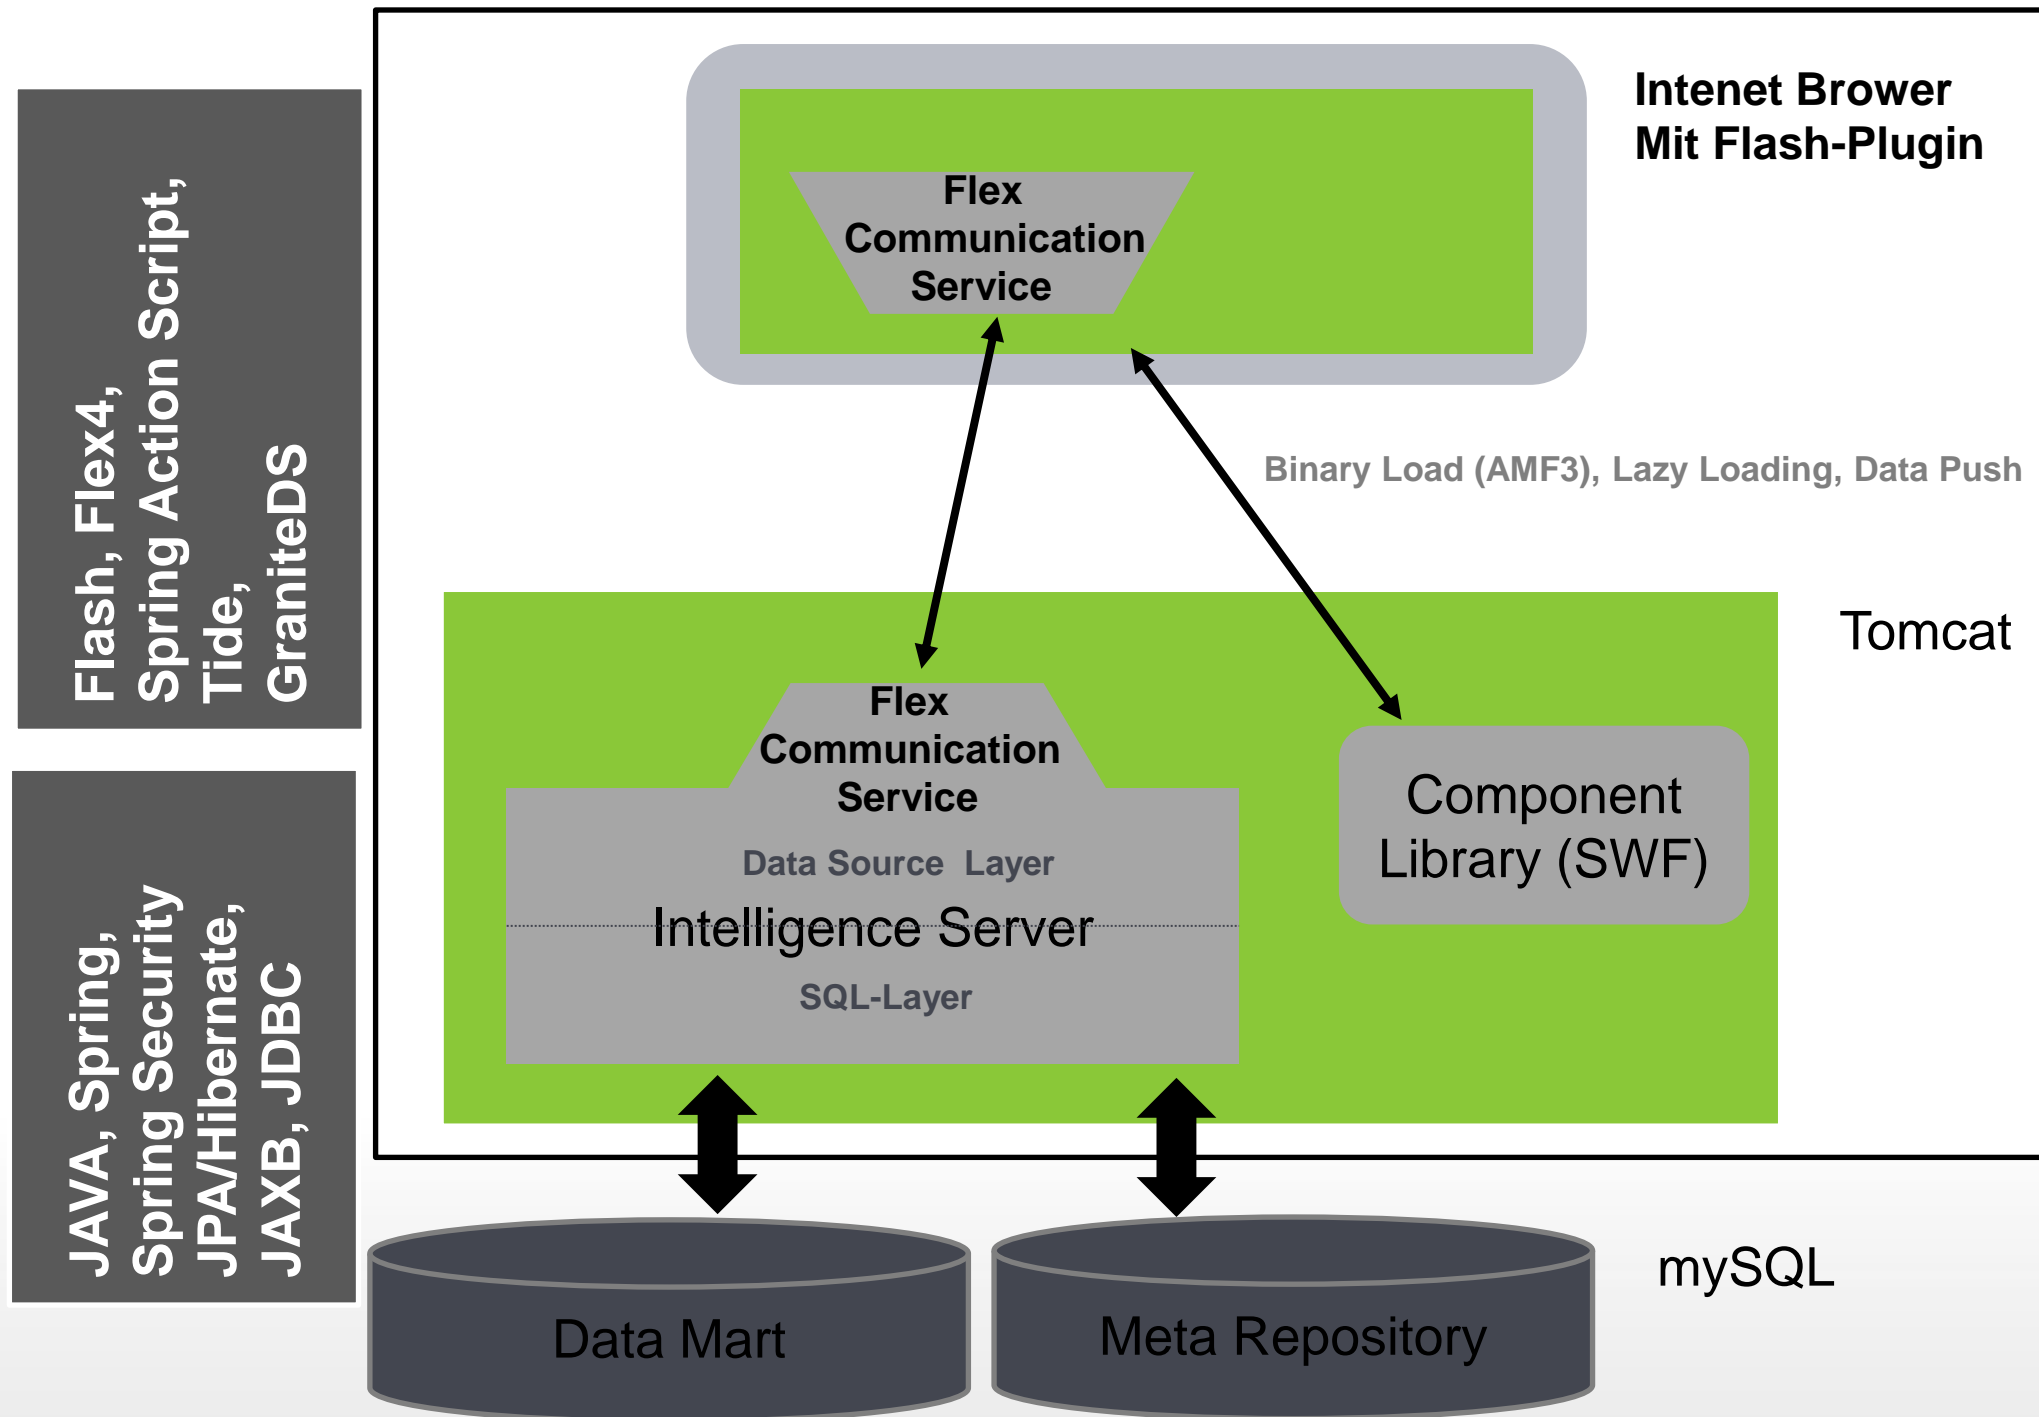 Intenet Brower
Mit Flash-Plugin
Flex
Communication
Service
Flash, Flex4,
Spring Action Script,
Tide,
GraniteDS
Binary Load (AMF3), Lazy Loading, Data Push
Tomcat
Flex
Communication
Service
Data Source  Layer
Intelligence Server
SQL-Layer
Component
Library (SWF)
JAVA, Spring,
Spring Security
JPA/Hibernate,
JAXB, JDBC
mySQL
Data Mart
Meta Repository